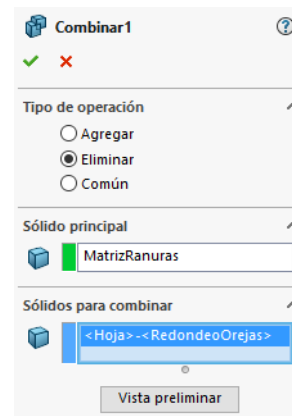 Combinar1
Tipo de operación
Agregar
Eliminar
Común
Sólido principal
MatrizRanuras
Sólidos para combinar
<Hoja>-<RedondeoOrejas>
Vista preliminar